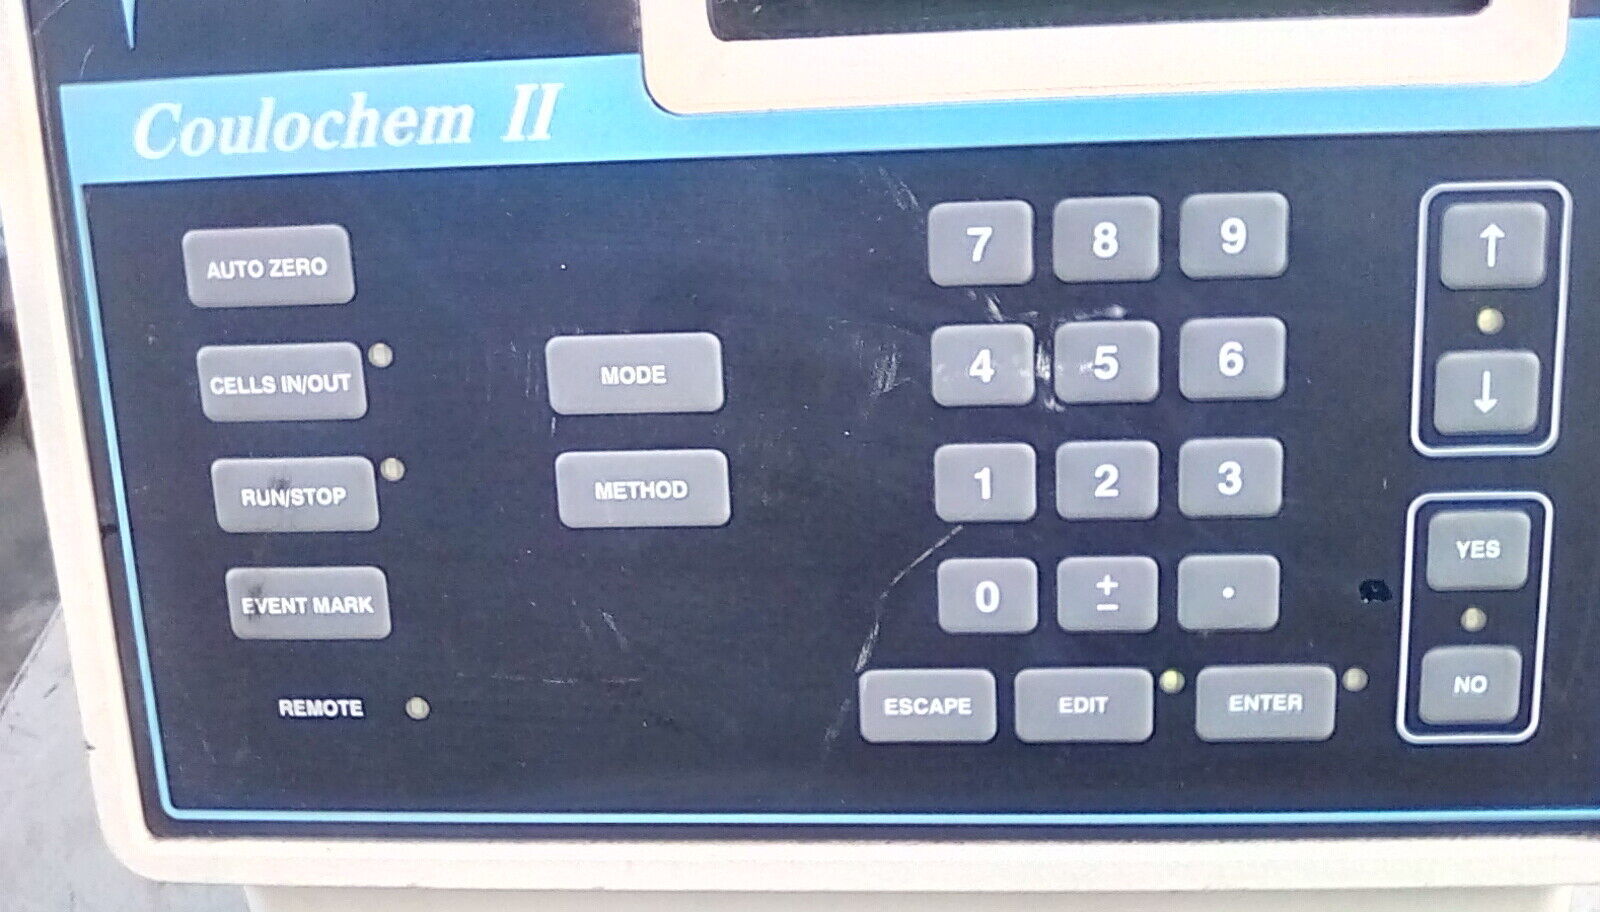 Coulochem II
AUTO ZERO
CELLS IN/OUT
RUN/STOP
EVENT MARK
REMOTE
MODE
METHOD
7 8 9
4 5 6
1 2 3
0 ± .
ESCAPE EDIT ENTER
↑
↓
YES
NO